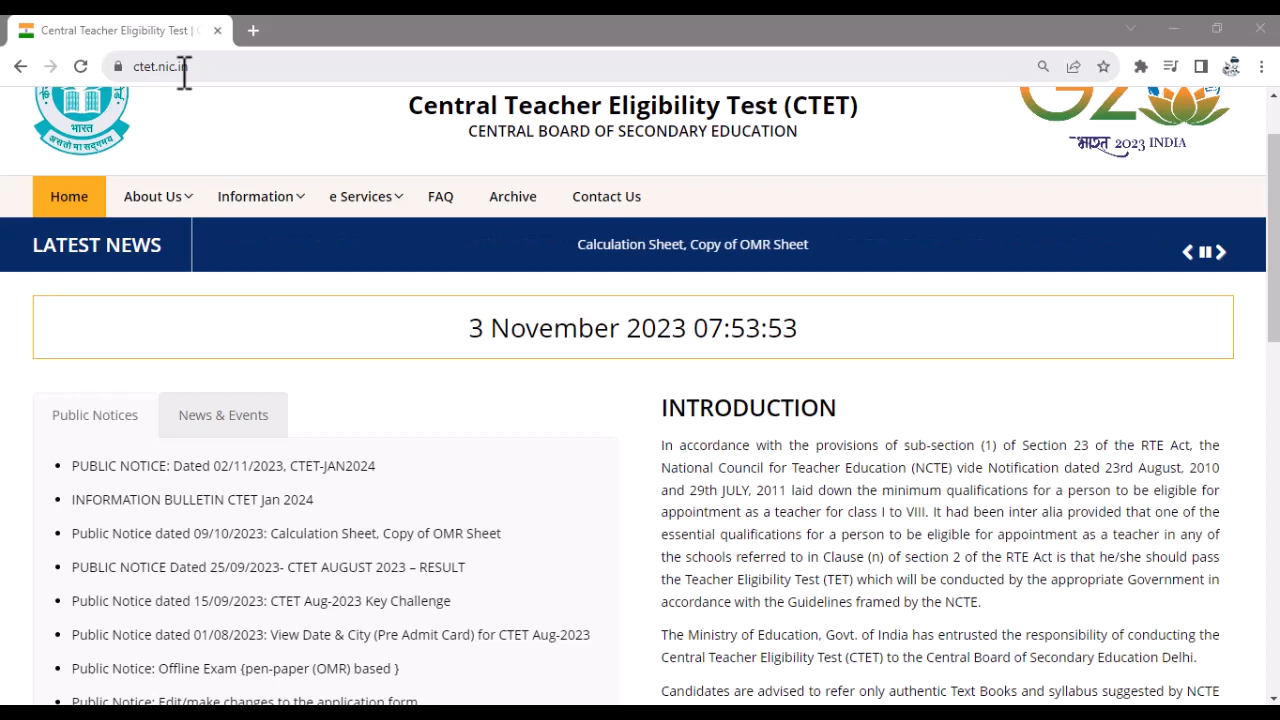 Central Teacher Eligibility Test |
ctet.nic.in
भारत
असतो मा सद्गमय
Central Teacher Eligibility Test (CTET)
CENTRAL BOARD OF SECONDARY EDUCATION
G20
भारत 2023 INDIA
Home About Us Information e Services FAQ Archive Contact Us
LATEST NEWS
Calculation Sheet, Copy of OMR Sheet
3 November 2023 07:53:53
Public Notices News & Events
PUBLIC NOTICE: Dated 02/11/2023, CTET-JAN2024
INFORMATION BULLETIN CTET Jan 2024
Public Notice dated 09/10/2023: Calculation Sheet, Copy of OMR Sheet
PUBLIC NOTICE Dated 25/09/2023- CTET AUGUST 2023 – RESULT
Public Notice dated 15/09/2023: CTET Aug-2023 Key Challenge
Public Notice dated 01/08/2023: View Date & City (Pre Admit Card) for CTET Aug-2023
Public Notice: Offline Exam {pen-paper (OMR) based }
Public Notice: Edit/make changes to the application form
INTRODUCTION
In accordance with the provisions of sub-section (1) of Section 23 of the RTE Act, the
National Council for Teacher Education (NCTE) vide Notification dated 23rd August, 2010
and 29th JULY, 2011 laid down the minimum qualifications for a person to be eligible for
appointment as a teacher for class I to VIII. It had been inter alia provided that one of the
essential qualifications for a person to be eligible for appointment as a teacher in any of
the schools referred to in Clause (n) of section 2 of the RTE Act is that he/she should pass
the Teacher Eligibility Test (TET) which will be conducted by the appropriate Government in
accordance with the Guidelines framed by the NCTE.
The Ministry of Education, Govt. of India has entrusted the responsibility of conducting the
Central Teacher Eligibility Test (CTET) to the Central Board of Secondary Education Delhi.
Candidates are advised to refer only authentic Text Books and syllabus suggested by NCTE